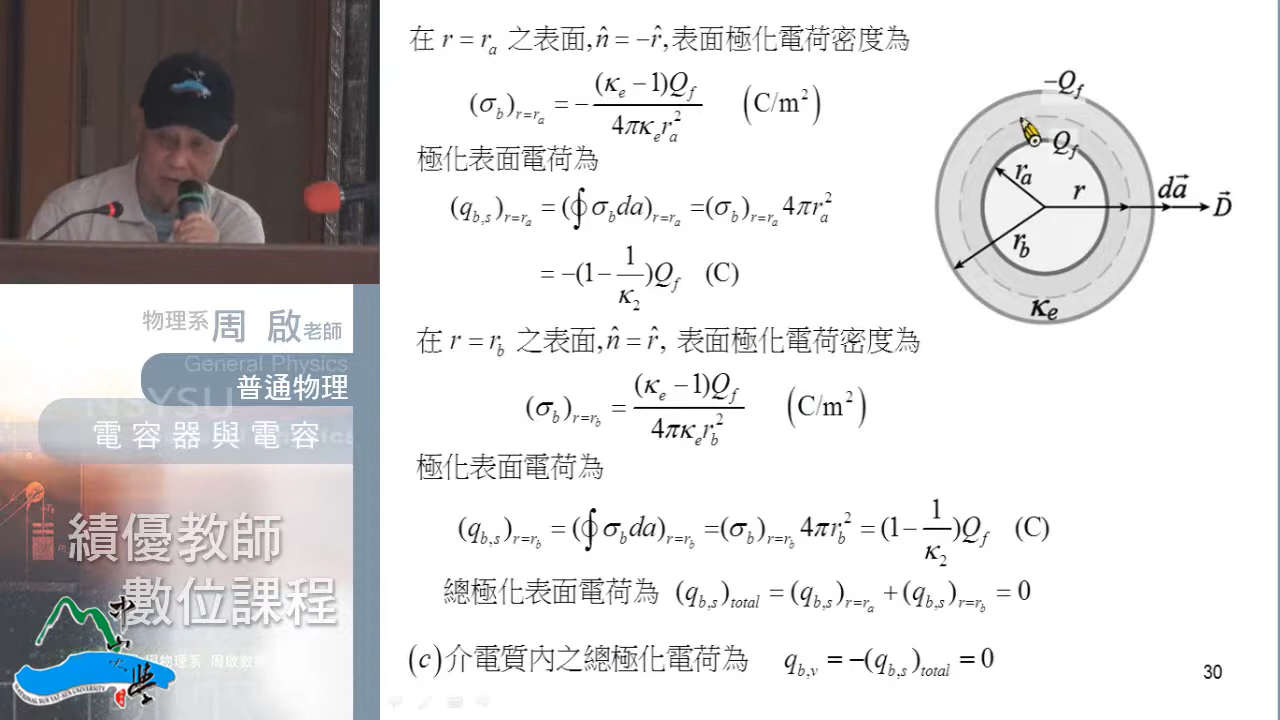 在 r = r_a 之表面, n̂ = −r̂, 表面極化電荷密度為
(σ_b)_{r=r_a} = − (κ_e −1)Q_f / 4πκ_e r_a^2 (C/m^2)
極化表面電荷為
(q_{b,s})_{r=r_a} = (∮σ_b da)_{r=r_a} =(σ_b)_{r=r_a} 4πr_a^2
= −(1− 1/κ_2)Q_f (C)
在 r = r_b 之表面, n̂ = r̂, 表面極化電荷密度為
(σ_b)_{r=r_b} = (κ_e −1)Q_f / 4πκ_e r_b^2 (C/m^2)
極化表面電荷為
(q_{b,s})_{r=r_b} = (∮σ_b da)_{r=r_b} =(σ_b)_{r=r_b} 4πr_b^2 = (1− 1/κ_2)Q_f (C)
總極化表面電荷為 (q_{b,s})_{total} = (q_{b,s})_{r=r_a} + (q_{b,s})_{r=r_b} = 0
(c)介電質內之總極化電荷為 q_{b,v} = −(q_{b,s})_{total} = 0
30
−Q_f
Q_f
r_a
r
da⃗
D⃗
r_b
κ_e
物理系周 啟老師
General Physics
普通物理
NSYSU
電容器與電容
績優教師
數位課程
中山大學